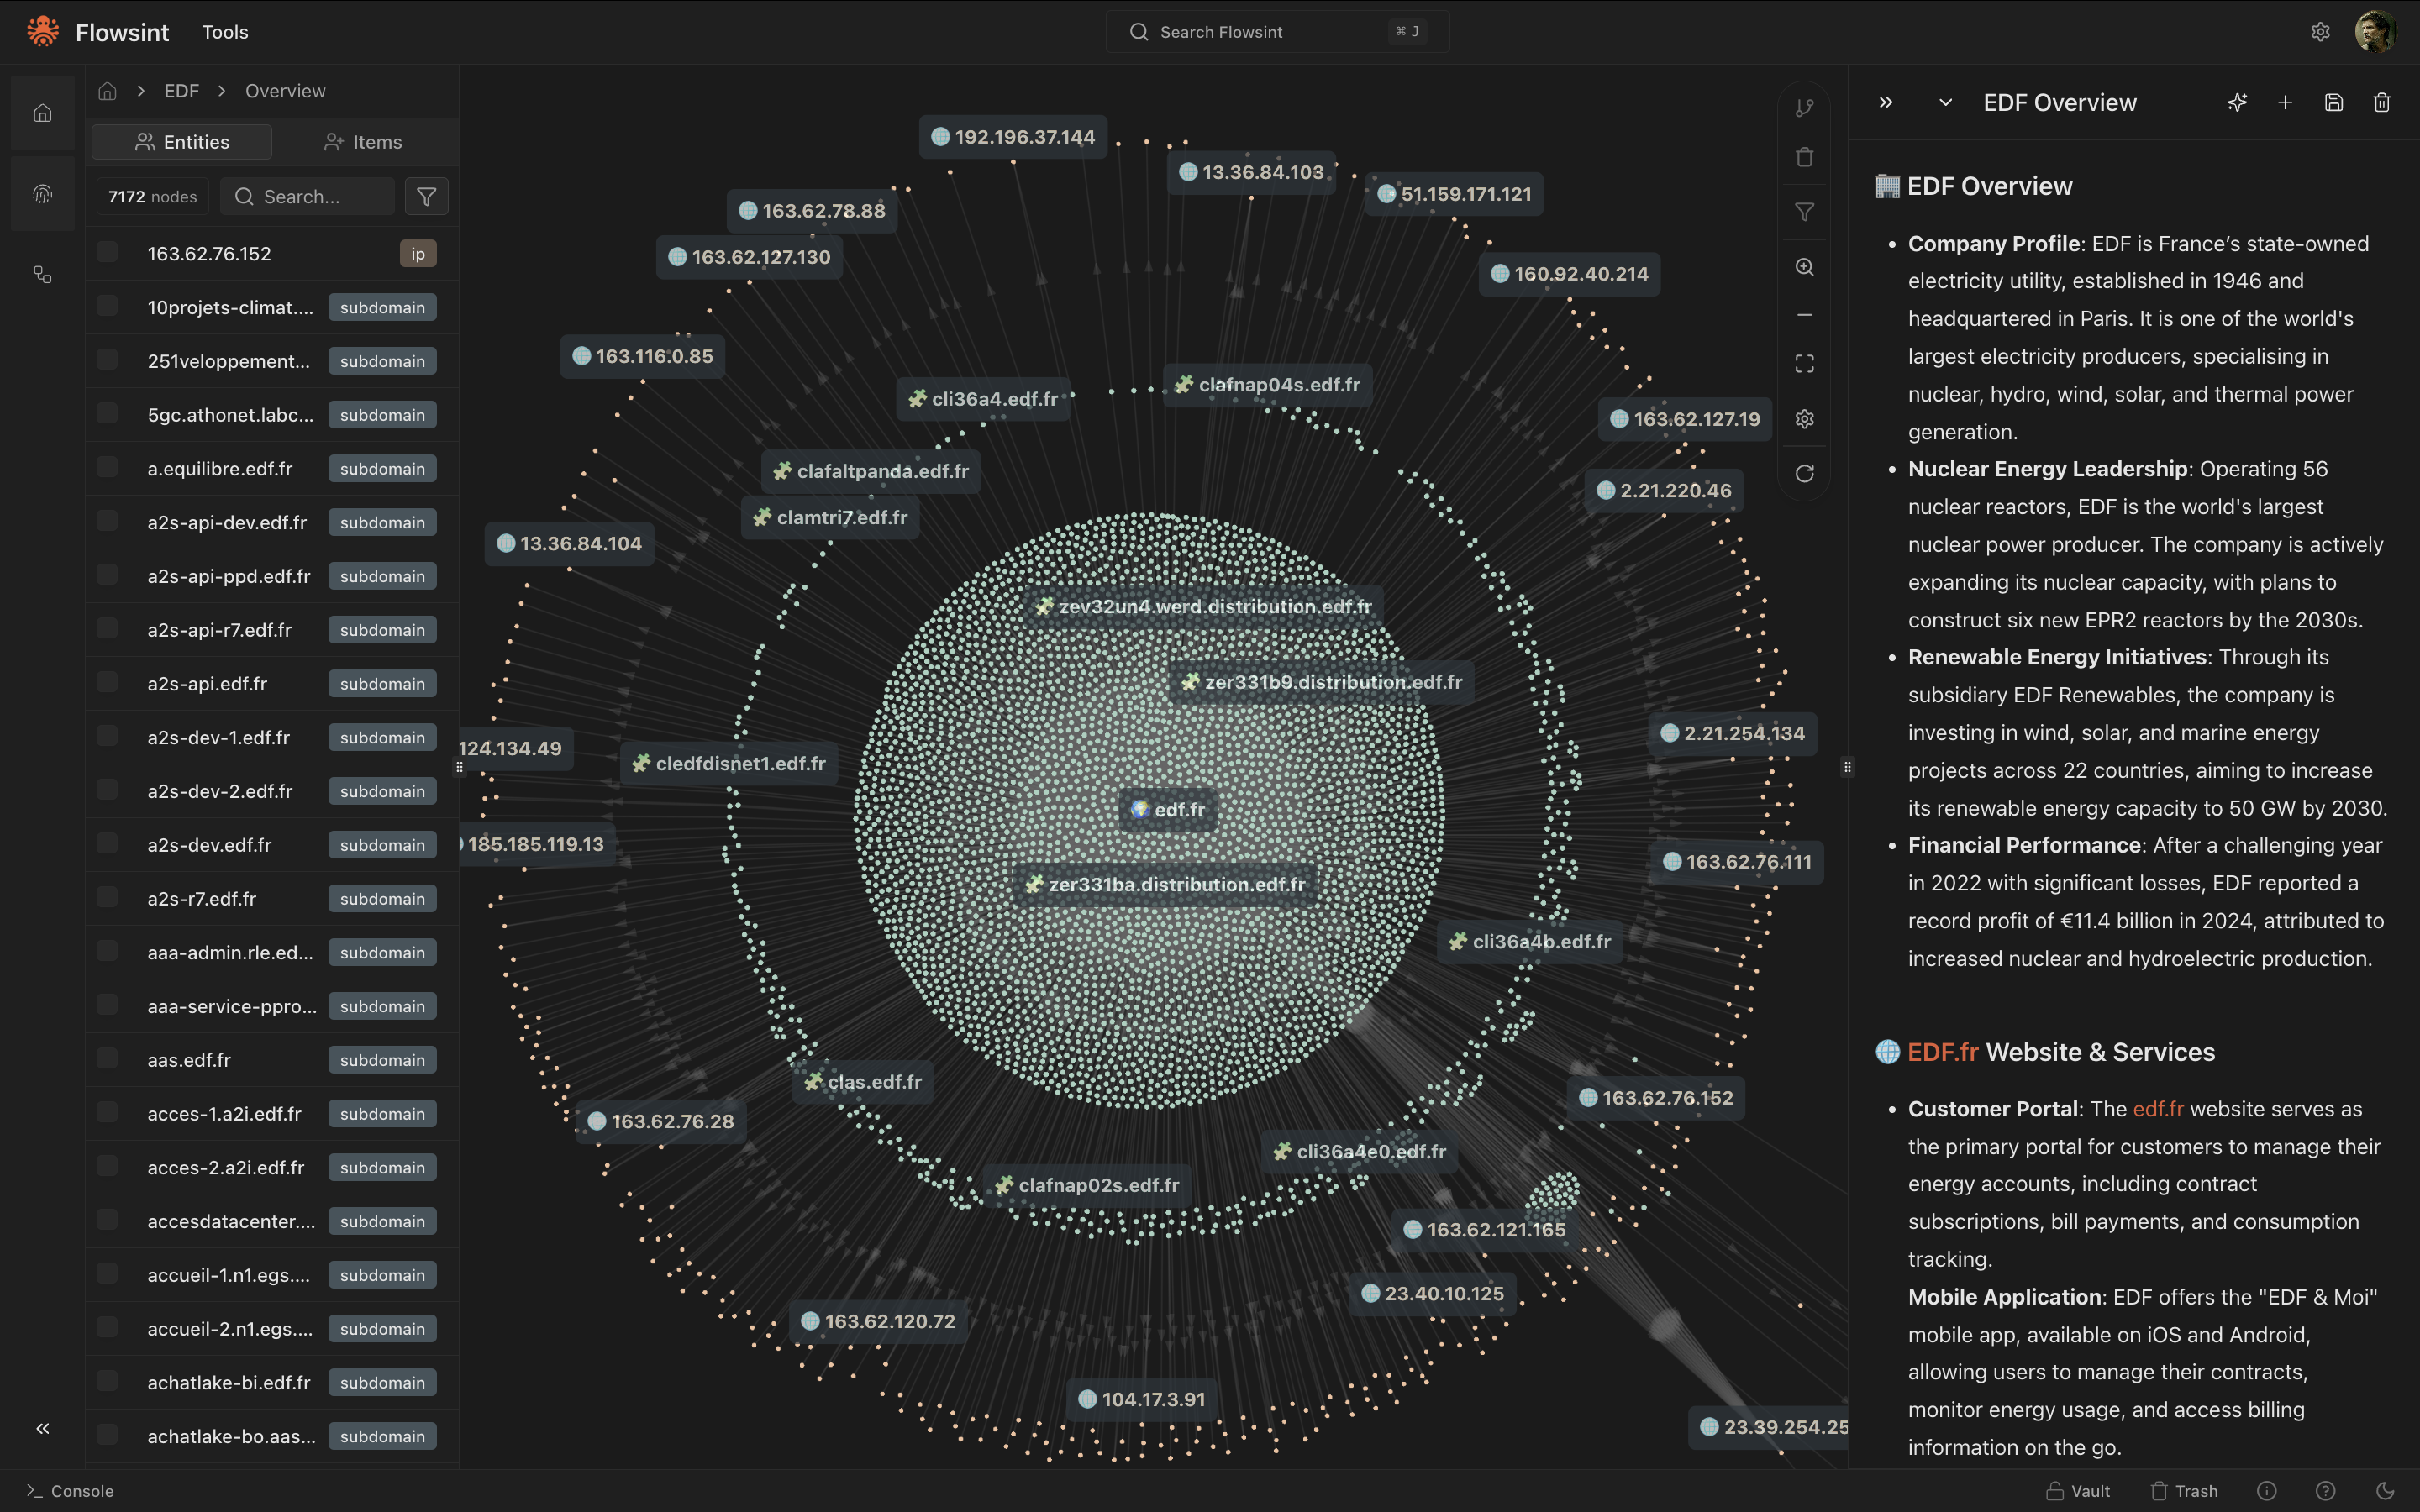 Flowsint
Tools
Search Flowsint
⌘ J
EDF
Overview
Entities
Items
7172 nodes
Search...
163.62.76.152
ip
10projets-climat....
subdomain
251veloppement...
subdomain
5gc.athonet.labc...
subdomain
a.equilibre.edf.fr
subdomain
a2s-api-dev.edf.fr
subdomain
a2s-api-ppd.edf.fr
subdomain
a2s-api-r7.edf.fr
subdomain
a2s-api.edf.fr
subdomain
a2s-dev-1.edf.fr
subdomain
a2s-dev-2.edf.fr
subdomain
a2s-dev.edf.fr
subdomain
a2s-r7.edf.fr
subdomain
aaa-admin.rle.ed...
subdomain
aaa-service-ppro...
subdomain
aas.edf.fr
subdomain
acces-1.a2i.edf.fr
subdomain
acces-2.a2i.edf.fr
subdomain
accesdatacenter....
subdomain
accueil-1.n1.egs....
subdomain
accueil-2.n1.egs....
subdomain
achatlake-bi.edf.fr
subdomain
achatlake-bo.aas...
subdomain
192.196.37.144
13.36.84.103
51.159.171.121
163.62.78.88
163.62.127.130
160.92.40.214
163.116.0.85
clafnap04s.edf.fr
cli36a4.edf.fr
163.62.127.19
clafaltpanda.edf.fr
2.21.220.46
clamtri7.edf.fr
13.36.84.104
zev32un4.werd.distribution.edf.fr
zer331b9.distribution.edf.fr
2.21.254.134
124.134.49
cledfdisnet1.edf.fr
edf.fr
185.185.119.13
163.62.76.111
zer331ba.distribution.edf.fr
cli36a4b.edf.fr
clas.edf.fr
163.62.76.152
163.62.76.28
cli36a4e0.edf.fr
clafnap02s.edf.fr
163.62.121.165
23.40.10.125
163.62.120.72
104.17.3.91
23.39.254.25
EDF Overview
EDF Overview
• Company Profile: EDF is France’s state-owned
electricity utility, established in 1946 and
headquartered in Paris. It is one of the world's
largest electricity producers, specialising in
nuclear, hydro, wind, solar, and thermal power
generation.
• Nuclear Energy Leadership: Operating 56
nuclear reactors, EDF is the world's largest
nuclear power producer. The company is actively
expanding its nuclear capacity, with plans to
construct six new EPR2 reactors by the 2030s.
• Renewable Energy Initiatives: Through its
subsidiary EDF Renewables, the company is
investing in wind, solar, and marine energy
projects across 22 countries, aiming to increase
its renewable energy capacity to 50 GW by 2030.
• Financial Performance: After a challenging year
in 2022 with significant losses, EDF reported a
record profit of €11.4 billion in 2024, attributed to
increased nuclear and hydroelectric production.
EDF.fr Website & Services
• Customer Portal: The edf.fr website serves as
the primary portal for customers to manage their
energy accounts, including contract
subscriptions, bill payments, and consumption
tracking.
Mobile Application: EDF offers the "EDF & Moi"
mobile app, available on iOS and Android,
allowing users to manage their contracts,
monitor energy usage, and access billing
information on the go.
Console
Vault
Trash